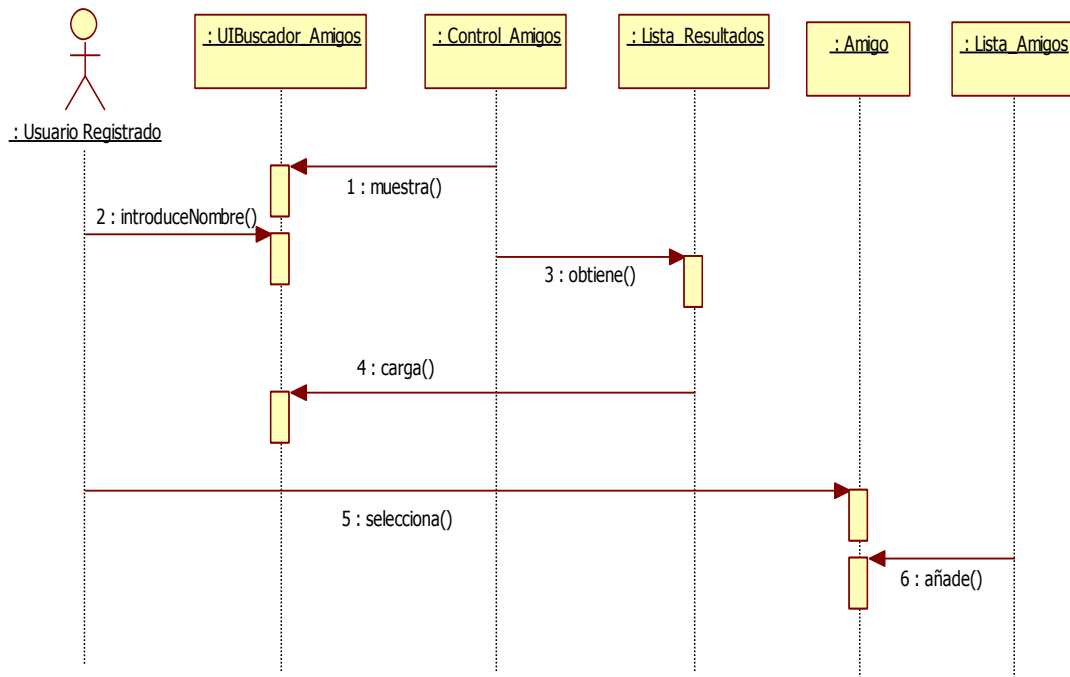 : UIBuscador_Amigos
: Control_Amigos
: Lista_Resultados
: Amigo
: Lista_Amigos
: Usuario Registrado
1 : muestra()
2 : introduceNombre()
3 : obtiene()
4 : carga()
5 : selecciona()
6 : añade()